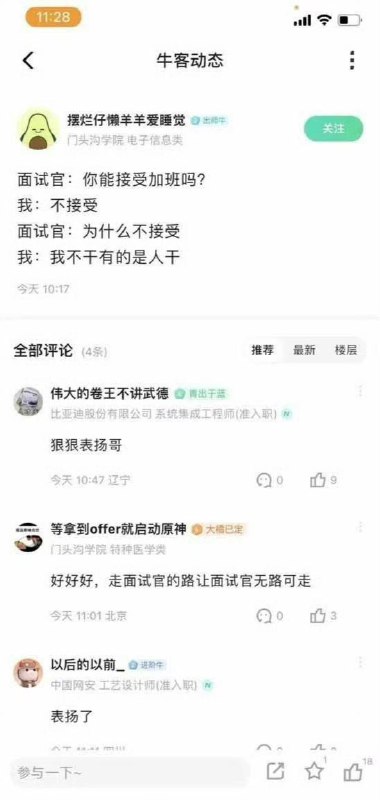 11:28
牛客动态
摆烂仔懒羊羊爱睡觉 出师牛
门头沟学院 电子信息类
关注
面试官：你能接受加班吗?
我：不接受
面试官：为什么不接受
我：我不干有的是人干
今天 10:17
全部评论 (4条)
推荐 最新 楼层
伟大的卷王不讲武德 青出于蓝
比亚迪股份有限公司 系统集成工程师(准入职) N
狠狠表扬哥
今天 10:47 辽宁
0 9
等拿到offer就启动原神 大橘已定
门头沟学院 特种医学类
好好好，走面试官的路让面试官无路可走
今天 11:01 北京
0 3
以后的以前_ 进阶牛
中国网安 工艺设计师(准入职) N
表扬了
参与一下~
1
18